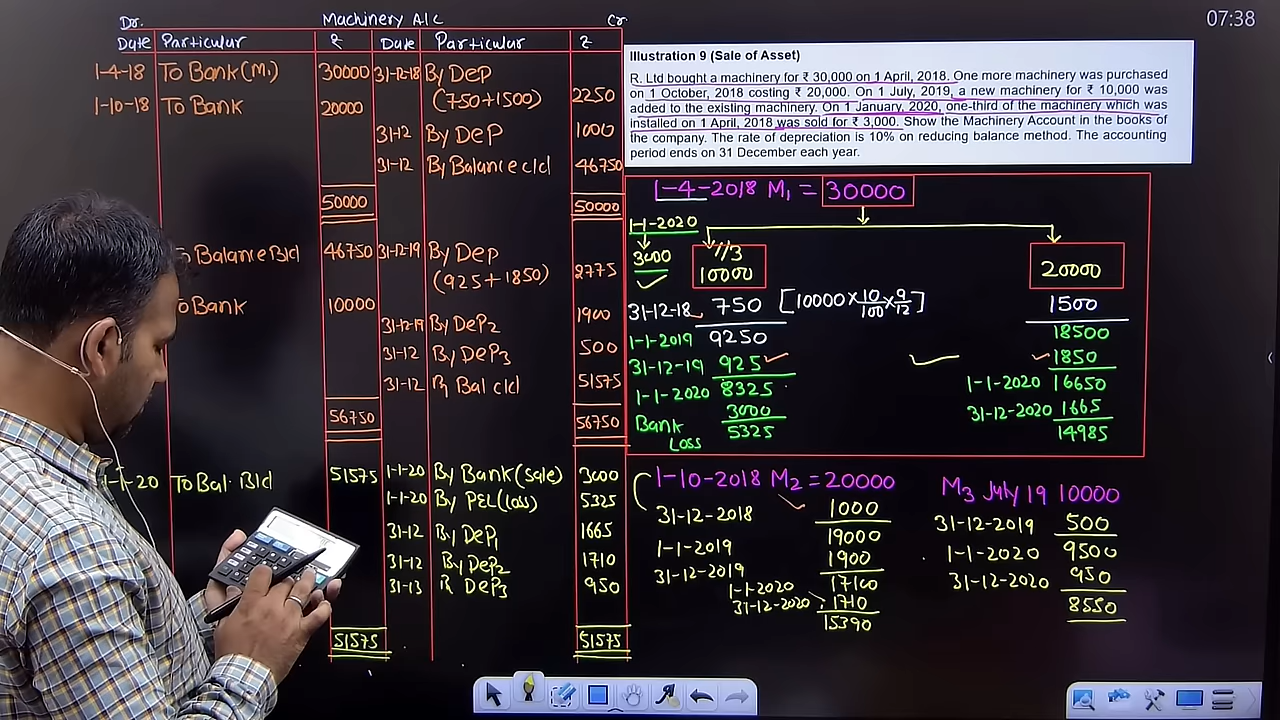 07:38
Dr. Machinery A/c Cr.
Date Particular ₹ Date Particular ₹
1-4-18 To Bank (M1) 30000 31-12-18 By Dep
(750+1500) 2250
1-10-18 To Bank 20000
31-12 By Dep 1000
31-12 By Balance c/d 46750
50000 50000
To Balance B/d 46750 31-12-19 By Dep
(925+1850) 2775
To Bank 10000
31-12-19 By Dep2 1900
31-12 By Dep3 500
31-12 By Bal c/d 51575
56750 56750
1-1-20 To Bal. B/d 51575 1-1-20 By Bank (sale) 3000
1-1-20 By P&L (loss) 5325
31-12 By Dep1 1665
31-12 By Dep2 1710
31-13 By Dep3 950
51575 51575
Illustration 9 (Sale of Asset)
R. Ltd bought a machinery for ₹ 30,000 on 1 April, 2018. One more machinery was purchased
on 1 October, 2018 costing ₹ 20,000. On 1 July, 2019, a new machinery for ₹ 10,000 was
added to the existing machinery. On 1 January, 2020, one-third of the machinery which was
installed on 1 April, 2018 was sold for ₹ 3,000. Show the Machinery Account in the books of
the company. The rate of depreciation is 10% on reducing balance method. The accounting
period ends on 31 December each year.
1-4-2018 M1 = 30000
1-1-2020
3000
1/3
10000
20000
31-12-18 750 [10000 × 10/100 × 9/12] 1500
1-1-2019 9250 18500
31-12-19 925 1850
1-1-2020 8325 1-1-2020 16650
Bank 3000 31-12-2020 1665
Loss 5325 14985
1-10-2018 M2 = 20000
31-12-2018 1000
1-1-2019 19000
31-12-2019 1900
1-1-2020 17100
31-12-2020 1710
15390
M3 July 19 10000
31-12-2019 500
1-1-2020 9500
31-12-2020 950
8550